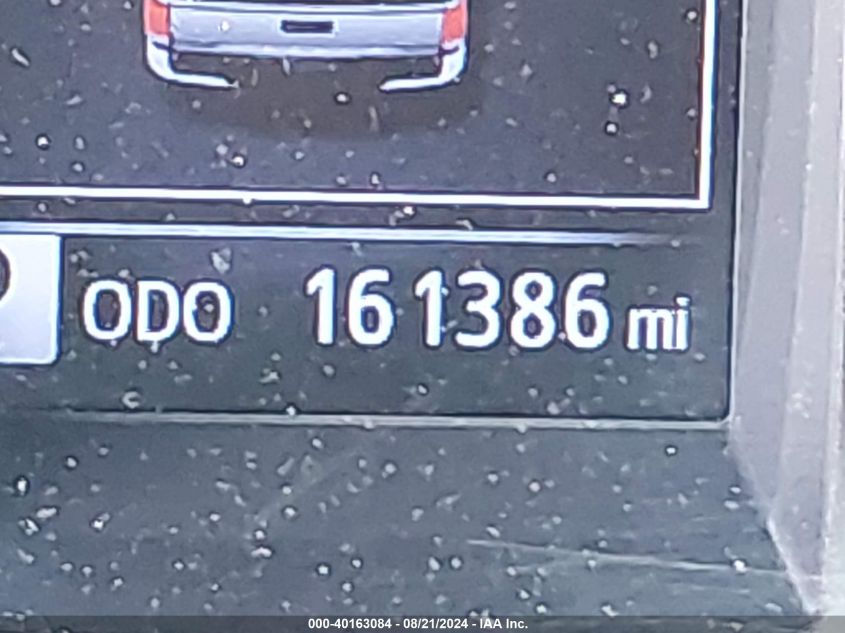 ODO 161386 mi
000-40163084 - 08/21/2024 - IAA Inc.